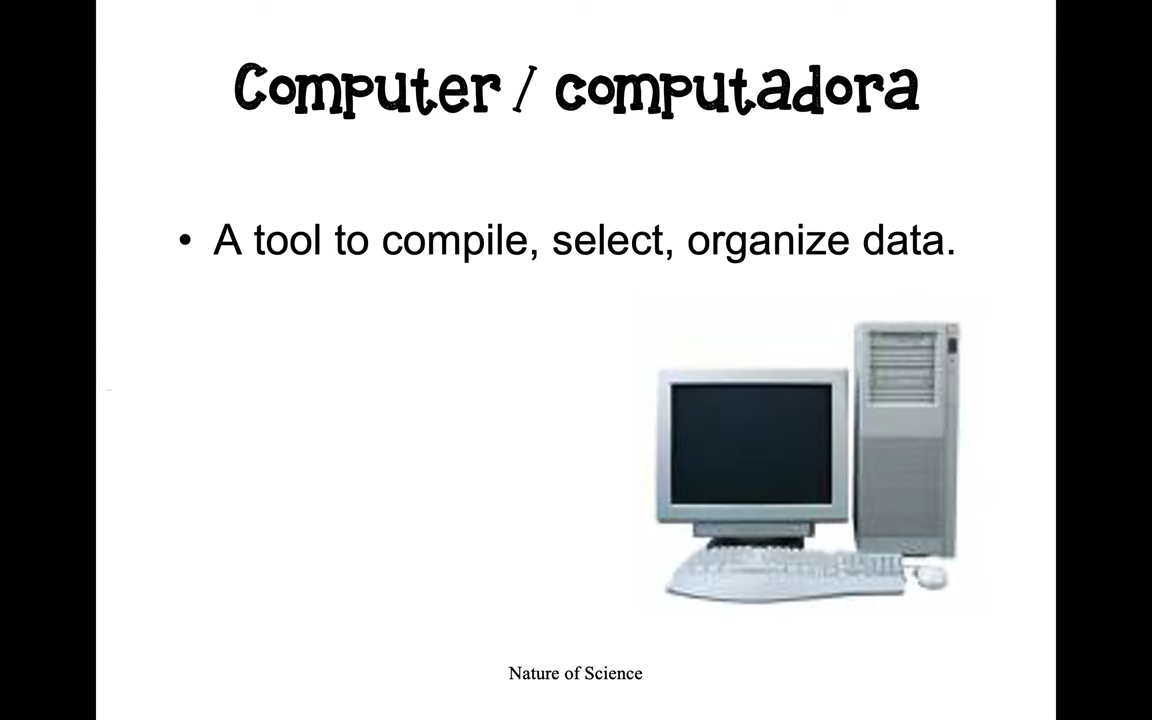 Computer / computadora
• A tool to compile, select, organize data.
Nature of Science